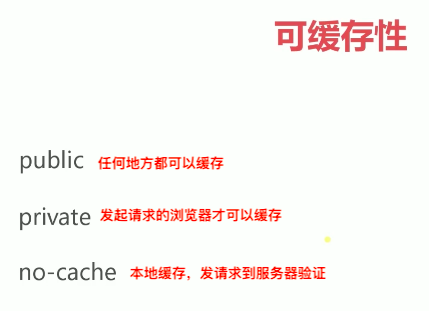 可缓存性
public 任何地方都可以缓存
private 发起请求的浏览器才可以缓存
no-cache 本地缓存，发请求到服务器验证